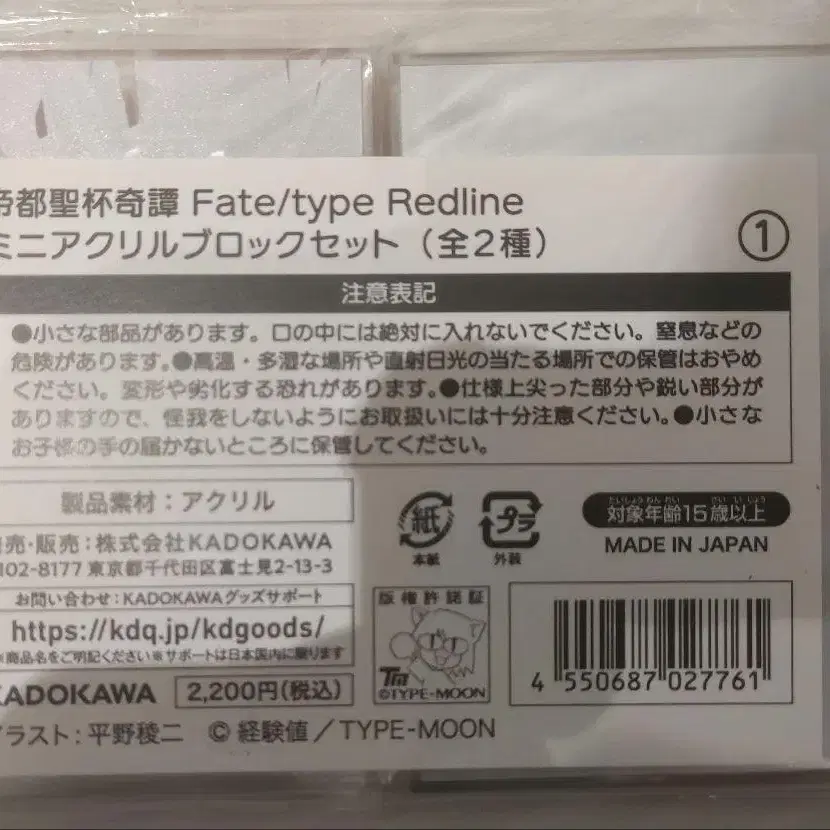 帝都聖杯奇譚 Fate/type Redline
ミニアクリルブロックセット（全2種）
①
注意表記
●小さな部品があります。口の中には絶対に入れないでください。窒息などの
危険があります。●高温・多湿な場所や直射日光の当たる場所での保管はおやめ
ください。変形や劣化する恐れがあります。●仕様上尖った部分や鋭い部分が
ありますので、怪我をしないようにお取扱いには十分注意ください。●小さな
お子様の手の届かないところに保管してください。
製品素材：アクリル
紙
本紙
プラ
外装
たいしょうねんれい さいいじょう
対象年齢15歳以上
MADE IN JAPAN
売・販売：株式会社KADOKAWA
102-8177 東京都千代田区富士見2-13-3
お問い合わせ：KADOKAWAグッズサポート
https://kdq.jp/kdgoods/
※商品名をご明記ください※サポートは日本国内に限ります
KADOKAWA 2,200円(税込)
版権許諾証
TM
©TYPE-MOON
4 550687 027761
イラスト：平野稜二 © 経験値／TYPE-MOON